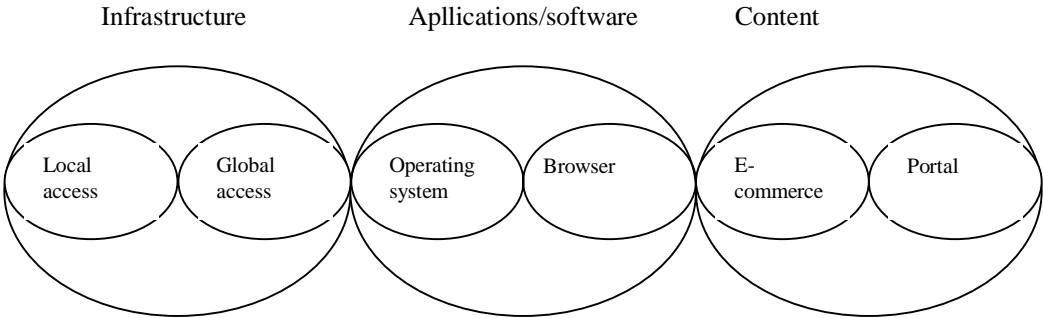 Infrastructure Apllications/software Content
Local
access
Global
access
Operating
system
Browser
E-
commerce
Portal